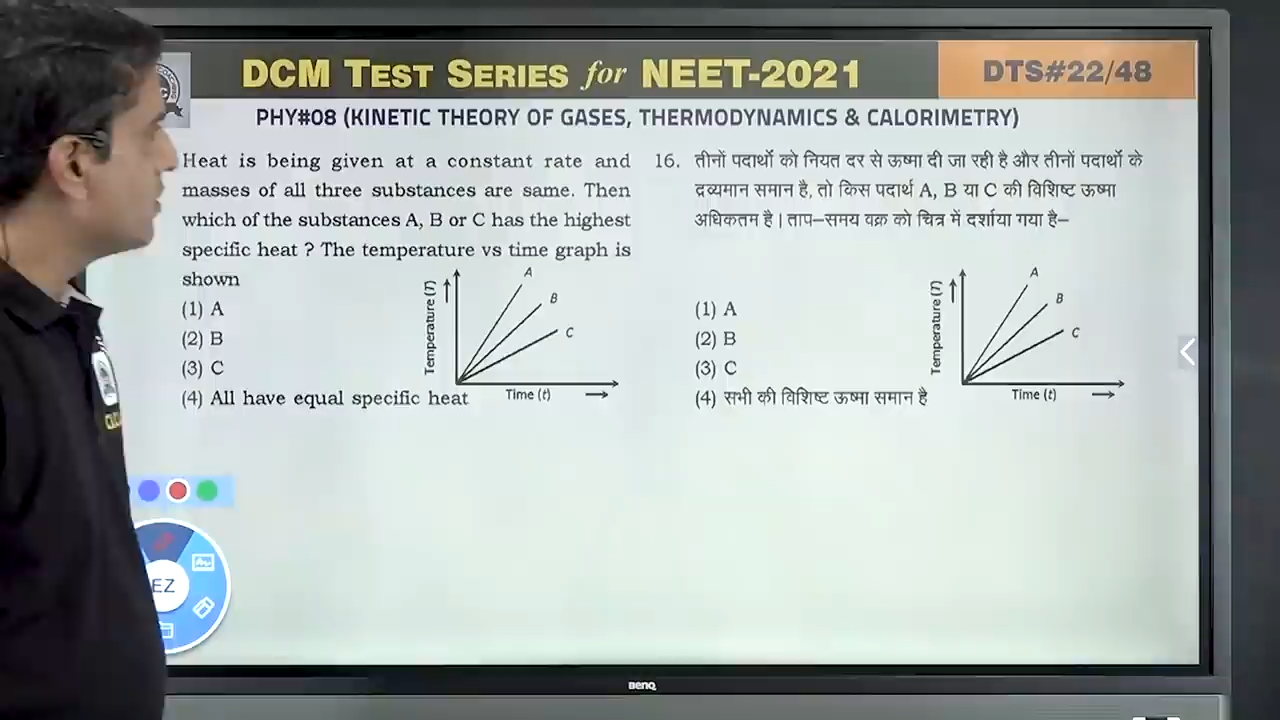 DCM TEST SERIES for NEET-2021
DTS#22/48
PHY#08 (KINETIC THEORY OF GASES, THERMODYNAMICS & CALORIMETRY)
Heat is being given at a constant rate and
masses of all three substances are same. Then
which of the substances A, B or C has the highest
specific heat ? The temperature vs time graph is
shown
(1) A
(2) B
(3) C
(4) All have equal specific heat
Temperature (T)
A
B
C
Time (t)
16. तीनों पदार्थो को नियत दर से ऊष्मा दी जा रही है और तीनों पदार्थो के
द्रव्यमान समान है, तो किस पदार्थ A, B या C की विशिष्ट ऊष्मा
अधिकतम है | ताप–समय वक्र को चित्र में दर्शाया गया है–
(1) A
(2) B
(3) C
(4) सभी की विशिष्ट ऊष्मा समान है
Temperature (T)
A
B
C
Time (t)
EZ
BENQ